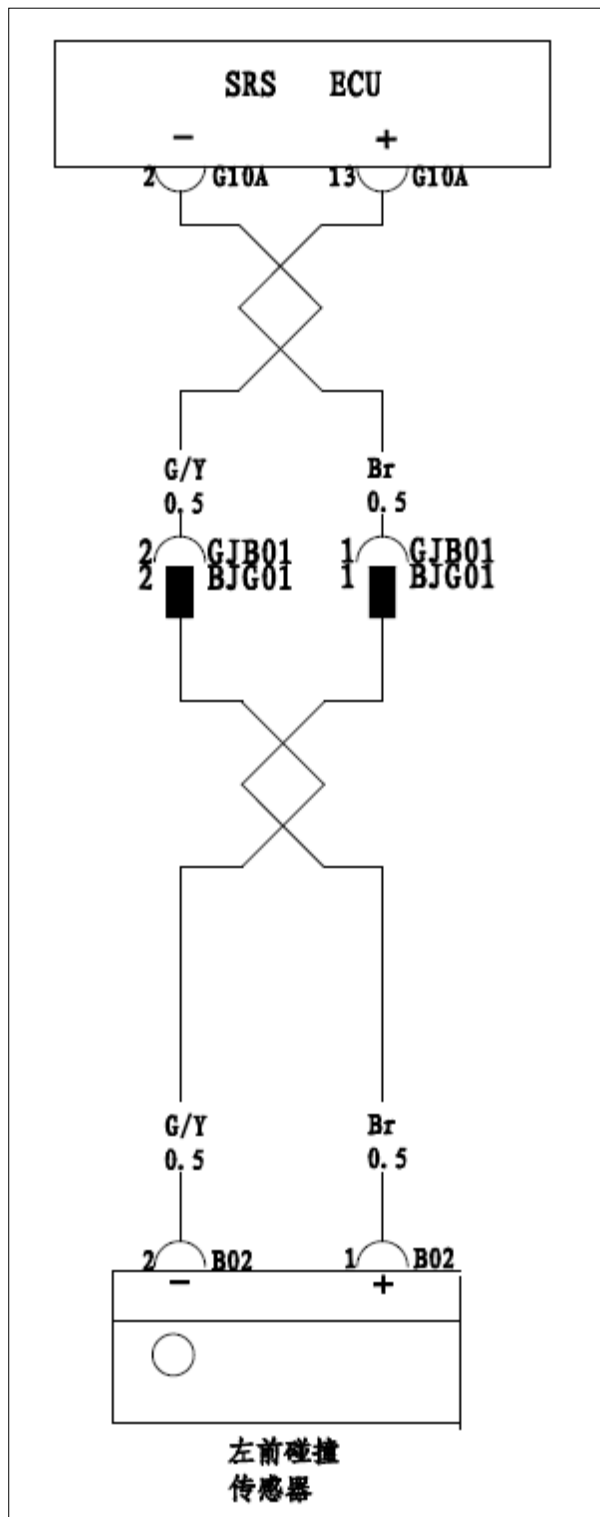 SRS ECU
- +
2 G10A 13 G10A
G/Y Br
0.5 0.5
2 GJB01 1 GJB01
2 BJG01 1 BJG01
G/Y Br
0.5 0.5
2 B02 1 B02
- +
左前碰撞
传感器